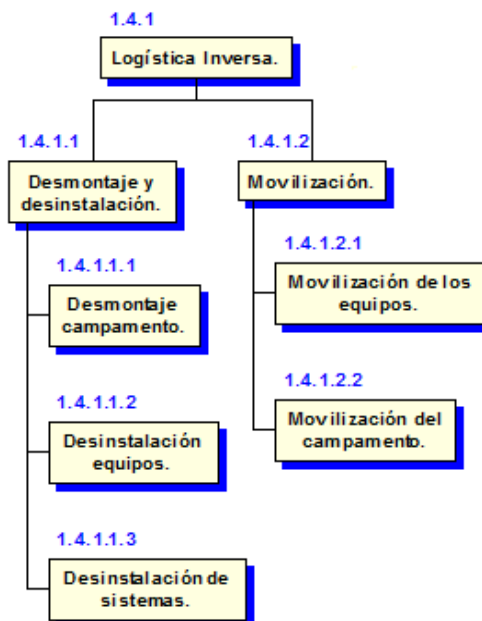 1.4.1
Logística Inversa.
1.4.1.1
Desmontaje y
desinstalación.
1.4.1.1.1
Desmontaje
campamento.
1.4.1.1.2
Desinstalación
equipos.
1.4.1.1.3
Desinstalación de
sistemas.
1.4.1.2
Movilización.
1.4.1.2.1
Movilización de los
equipos.
1.4.1.2.2
Movilización del
campamento.